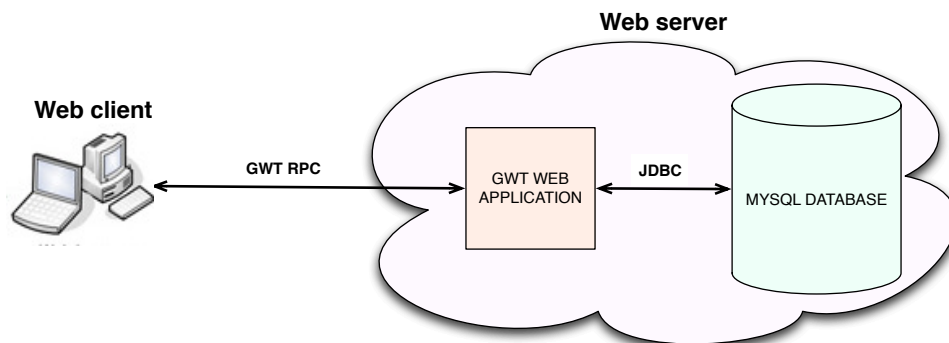 Web server
Web client
GWT RPC
GWT WEB
APPLICATION
JDBC
MYSQL DATABASE